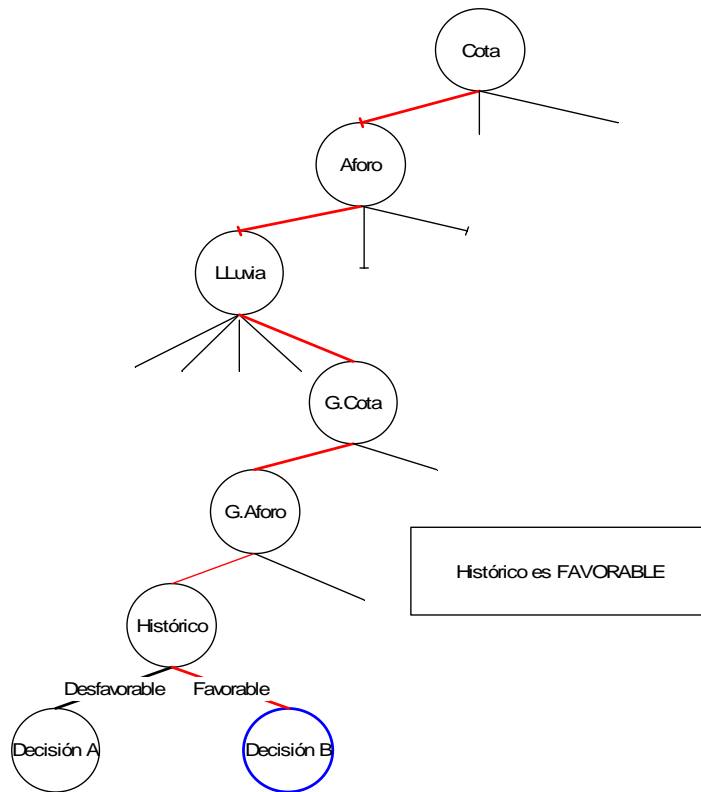 Cota
Aforo
LLuvia
G.Cota
G.Aforo
Histórico es FAVORABLE
Histórico
Desfavorable
Favorable
Decisión A
Decisión B